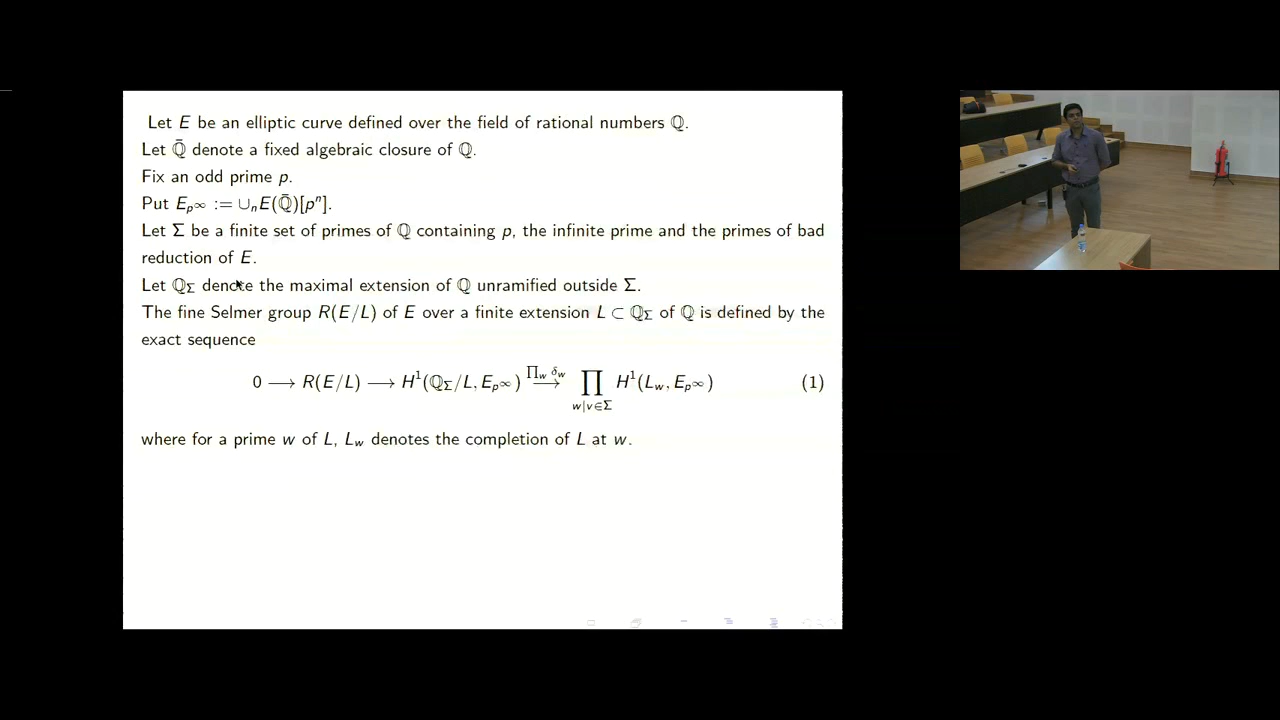 Let E be an elliptic curve defined over the field of rational numbers ℚ.
Let ℚ̄ denote a fixed algebraic closure of ℚ.
Fix an odd prime p.
Put E_{p^∞} := ∪_n E(ℚ̄)[p^n].
Let Σ be a finite set of primes of ℚ containing p, the infinite prime and the primes of bad
reduction of E.
Let ℚ_Σ denote the maximal extension of ℚ unramified outside Σ.
The fine Selmer group R(E/L) of E over a finite extension L ⊂ ℚ_Σ of ℚ is defined by the
exact sequence
0 ⟶ R(E/L) ⟶ H^1(ℚ_Σ/L, E_{p^∞}) ⟶^{∏_w δ_w} ∏_{w|v∈Σ} H^1(L_w, E_{p^∞}) (1)
where for a prime w of L, L_w denotes the completion of L at w.